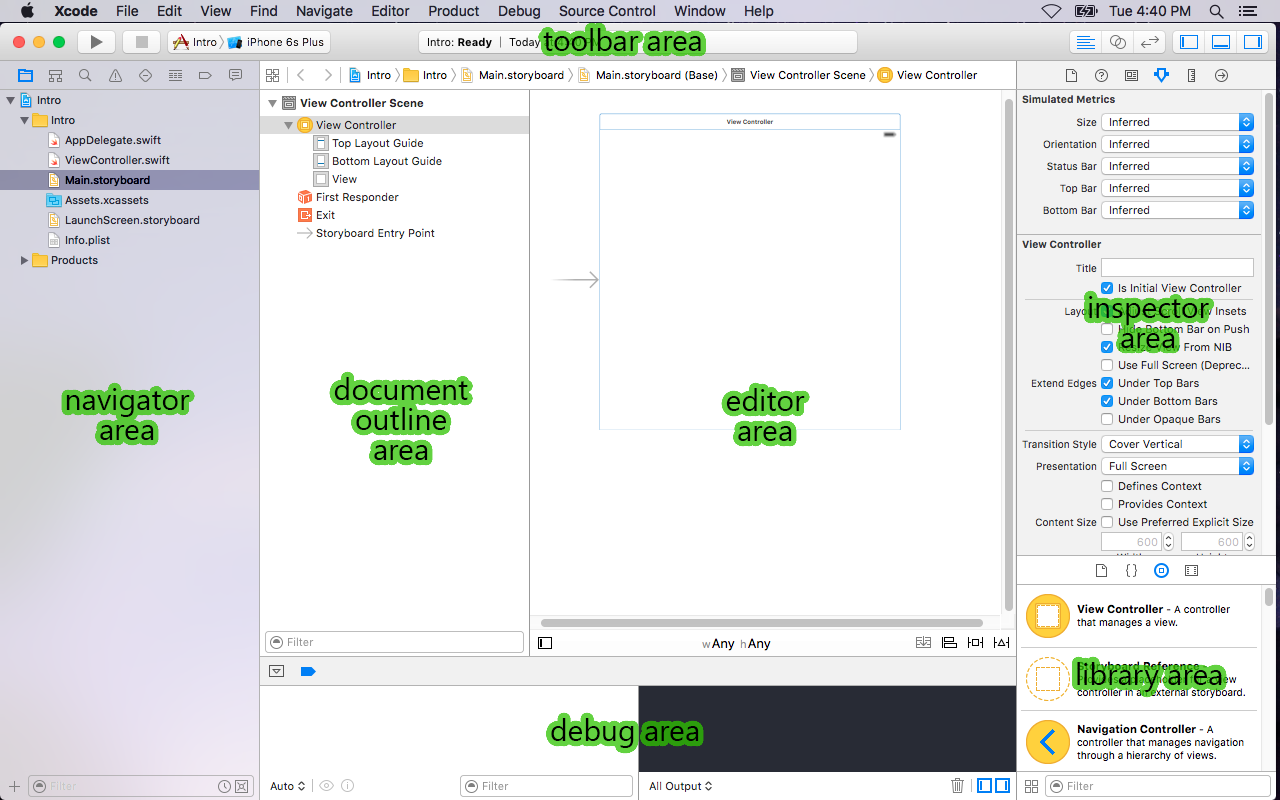 Xcode File Edit View Find Navigate Editor Product Debug Source Control Window Help Tue 4:40 PM
Intro iPhone 6s Plus Intro: Ready Today
toolbar area
Intro Intro Main.storyboard Main.storyboard (Base) View Controller Scene View Controller
Intro
Intro
AppDelegate.swift
ViewController.swift
Main.storyboard
Assets.xcassets
LaunchScreen.storyboard
Info.plist
Products
navigator
area
Filter
View Controller Scene
View Controller
Top Layout Guide
Bottom Layout Guide
View
First Responder
Exit
Storyboard Entry Point
document
outline
area
Filter
View Controller
editor
area
wAny hAny
debug area
Auto
Filter
All Output
Simulated Metrics
Size Inferred
Orientation Inferred
Status Bar Inferred
Top Bar Inferred
Bottom Bar Inferred
View Controller
Title
Is Initial View Controller
Layout Insets
inspector
Hide Bottom Bar on Push
area
Resize View From NIB
Use Full Screen (Deprec...
Extend Edges Under Top Bars
Under Bottom Bars
Under Opaque Bars
Transition Style Cover Vertical
Presentation Full Screen
Defines Context
Provides Context
Content Size Use Preferred Explicit Size
600 600
View Controller - A controller
that manages a view.
Storyboard Reference
library area
controller in an external storyboard.
Navigation Controller - A
controller that manages navigation
through a hierarchy of views.
Filter